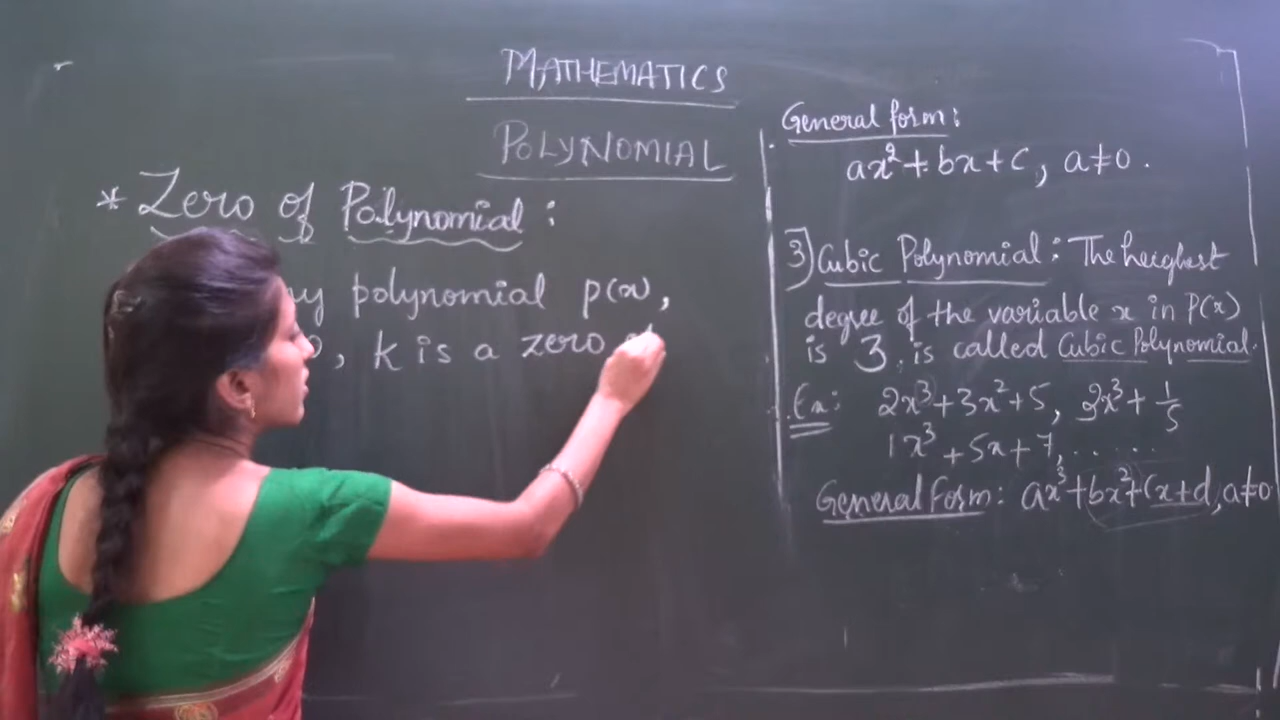 MATHEMATICS
POLYNOMIAL
* Zero of Polynomial :
polynomial p(x),
, k is a zero
General form:
ax²+bx+c, a≠0.
3) Cubic Polynomial: The heighest
degree of the variable x in P(x)
is 3. is called Cubic Polynomial.
Ex: 2x³+3x²+5, 3x³+1/5
1x³+5x+7, . . . . .
General form: ax³+bx²+cx+d, a≠0